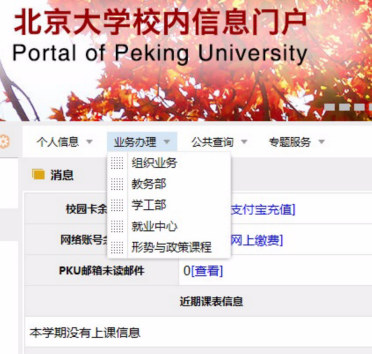 北京大学校内信息门户
Portal of Peking University
个人信息 业务办理 公共查询 专题服务
消息
组织业务
教务部
学工部
就业中心
形势与政策课程
校园卡余 支付宝充值]
网络账号余 网上缴费]
PKU邮箱未读邮件 0[查看]
近期课表信息
本学期没有上课信息